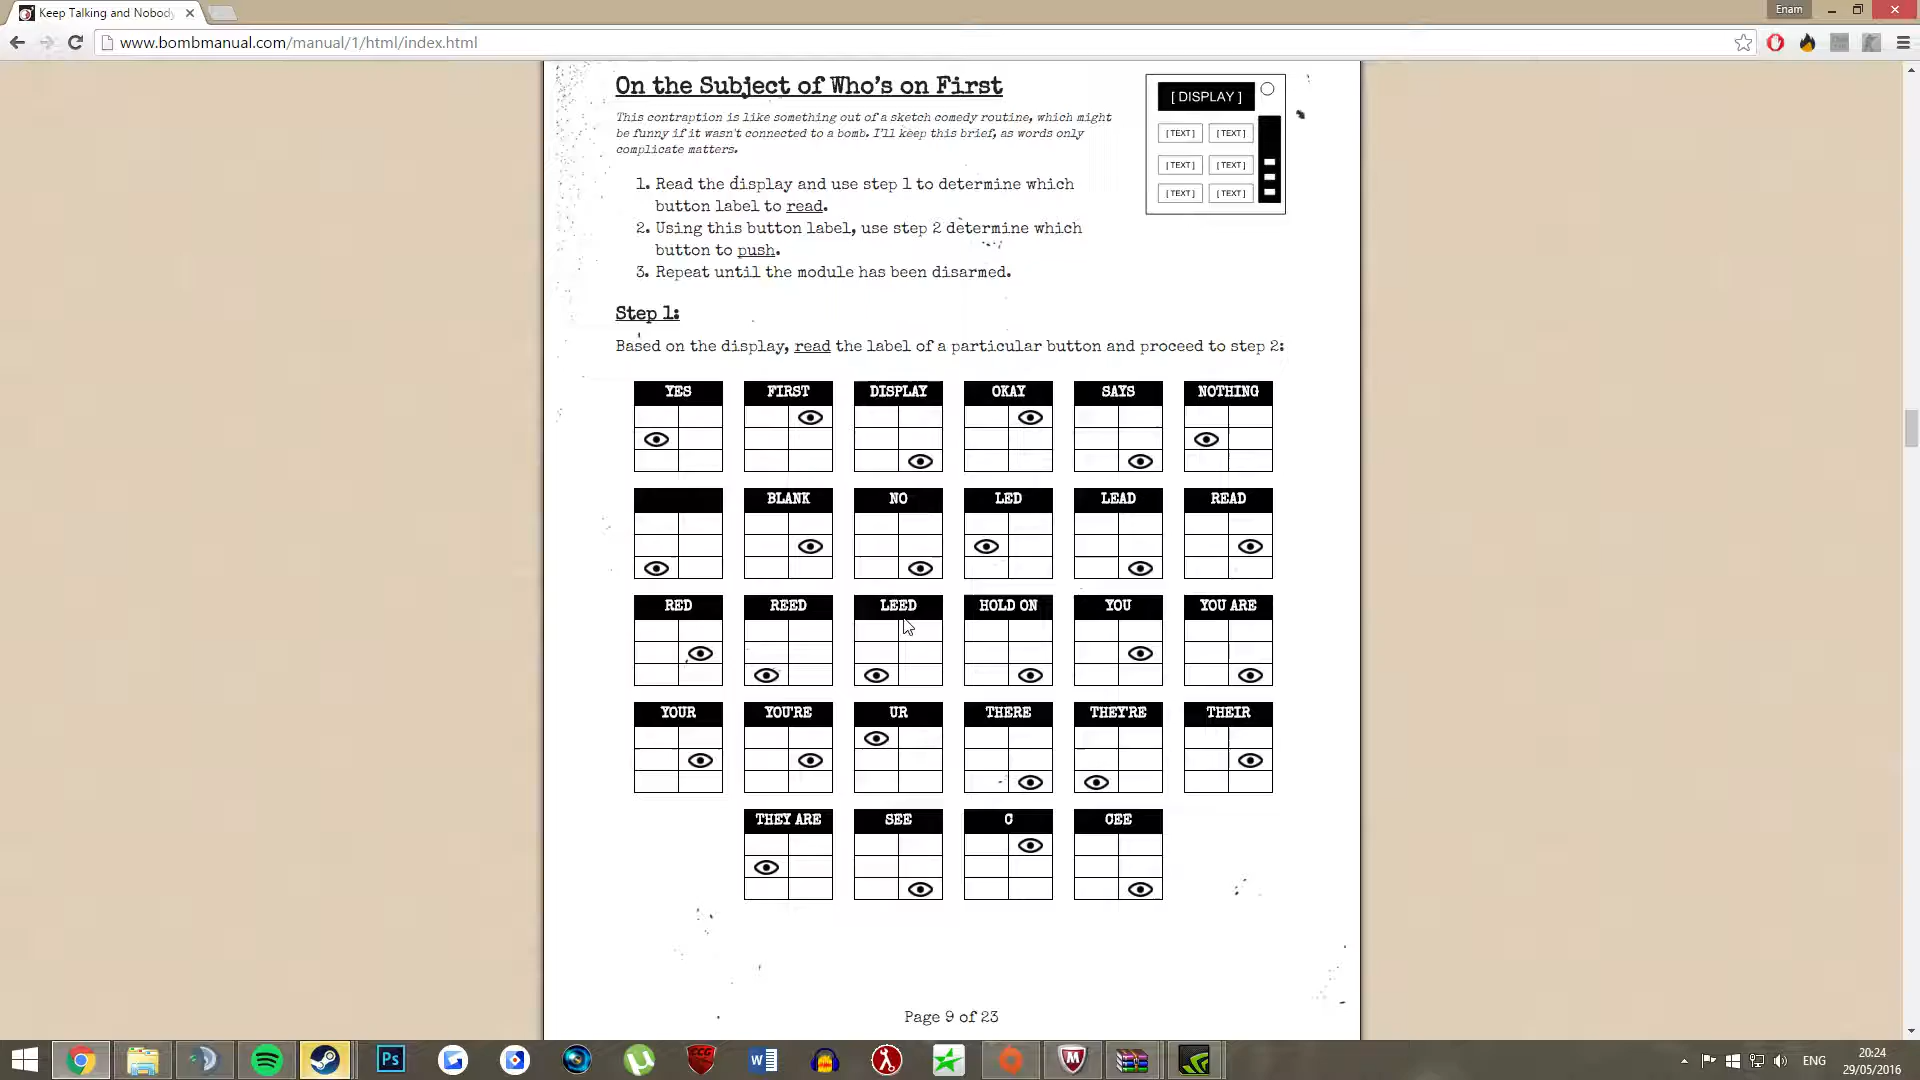 Keep Talking and Nobody
Enam
www.bombmanual.com/manual/1/html/index.html
On the Subject of Who's on First
This contraption is like something out of a sketch comedy routine, which might
be funny if it wasn't connected to a bomb. I'll keep this brief, as words only
complicate matters.
[ DISPLAY ]
[ TEXT ] [ TEXT ]
[ TEXT ] [ TEXT ]
[ TEXT ] [ TEXT ]
1. Read the display and use step 1 to determine which
button label to read.
2. Using this button label, use step 2 determine which
button to push.
3. Repeat until the module has been disarmed.
Step 1:
Based on the display, read the label of a particular button and proceed to step 2:
YES FIRST DISPLAY OKAY SAYS NOTHING
BLANK NO LED LEAD READ
RED REED LEED HOLD ON YOU YOU ARE
YOUR YOU'RE UR THERE THEY'RE THEIR
THEY ARE SEE C CEE
Page 9 of 23
Ps
W
ENG
20:24
29/05/2016